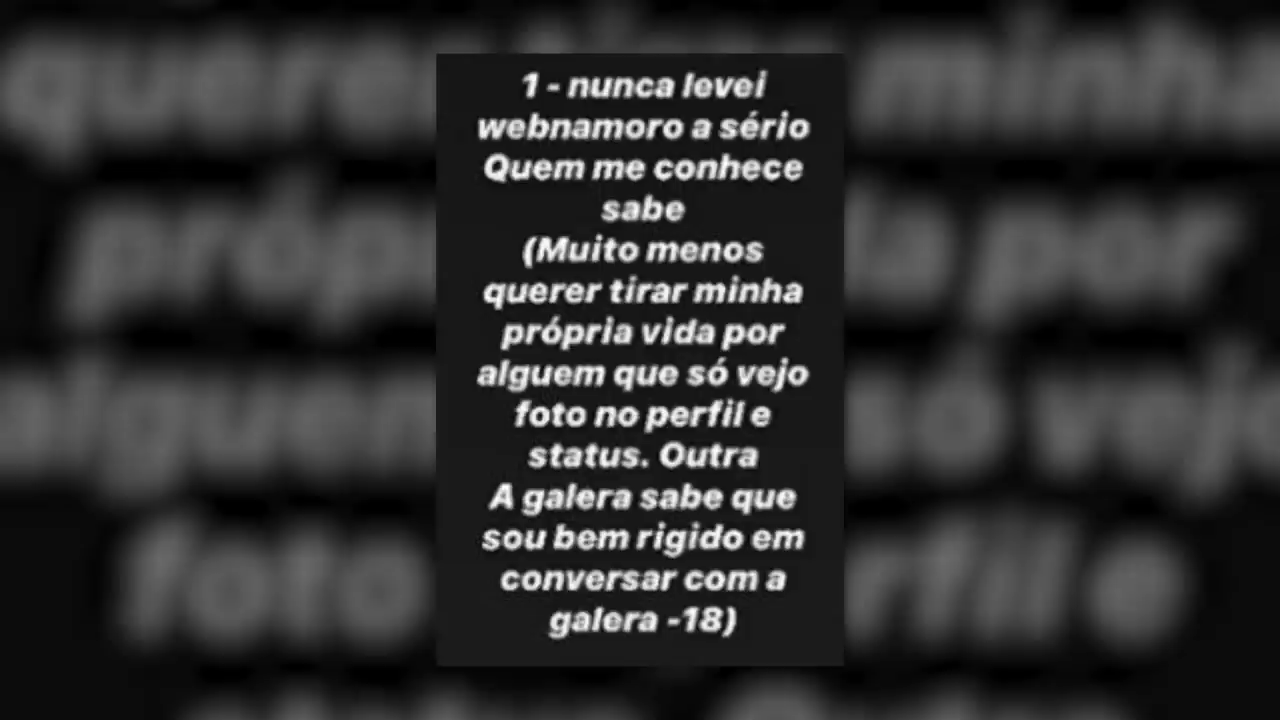 1 - nunca levei
webnamoro a sério
Quem me conhece
sabe
(Muito menos
querer tirar minha
própria vida por
alguem que só vejo
foto no perfil e
status. Outra
A galera sabe que
sou bem rigido em
conversar com a
galera -18)